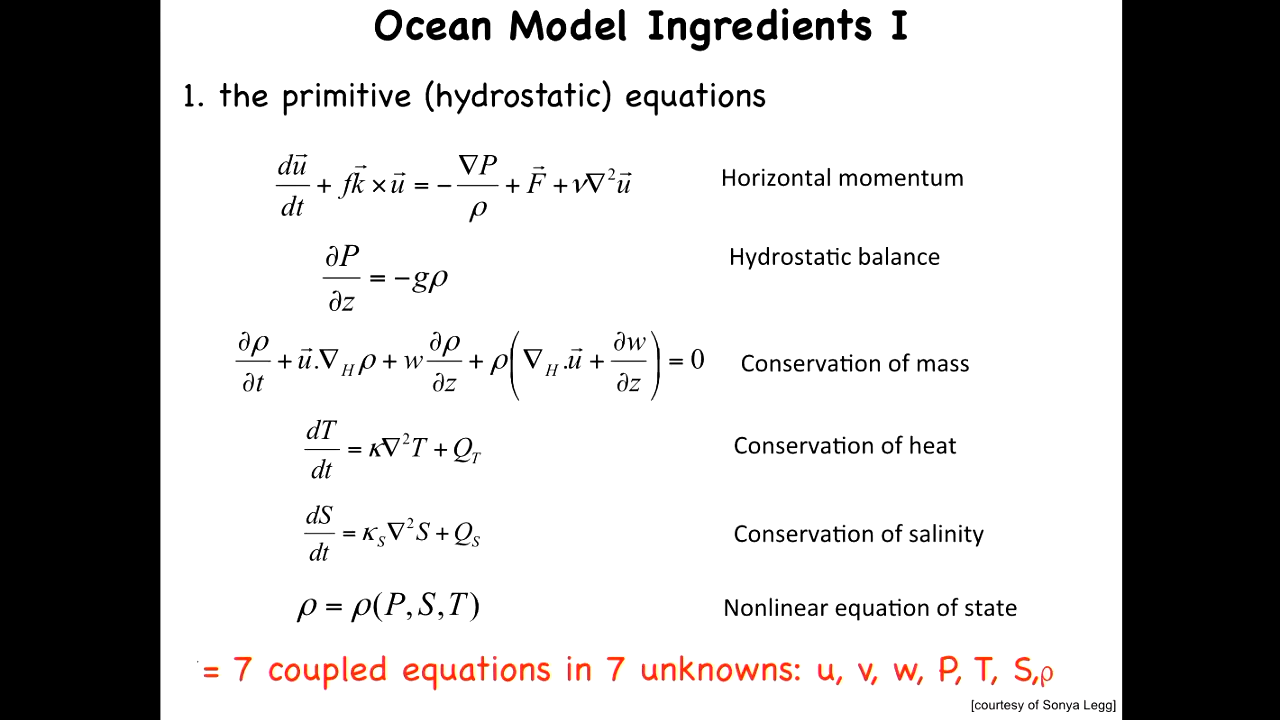 Ocean Model Ingredients I
1. the primitive (hydrostatic) equations
du⃗/dt + fk⃗ × u⃗ = −∇P/ρ + F⃗ + ν∇²u⃗ Horizontal momentum
∂P/∂z = −gρ Hydrostatic balance
∂ρ/∂t + u⃗.∇_H ρ + w ∂ρ/∂z + ρ(∇_H.u⃗ + ∂w/∂z) = 0 Conservation of mass
dT/dt = κ∇²T + Q_T Conservation of heat
dS/dt = κ_S∇²S + Q_S Conservation of salinity
ρ = ρ(P,S,T) Nonlinear equation of state
= 7 coupled equations in 7 unknowns: u, v, w, P, T, S,ρ
[courtesy of Sonya Legg]